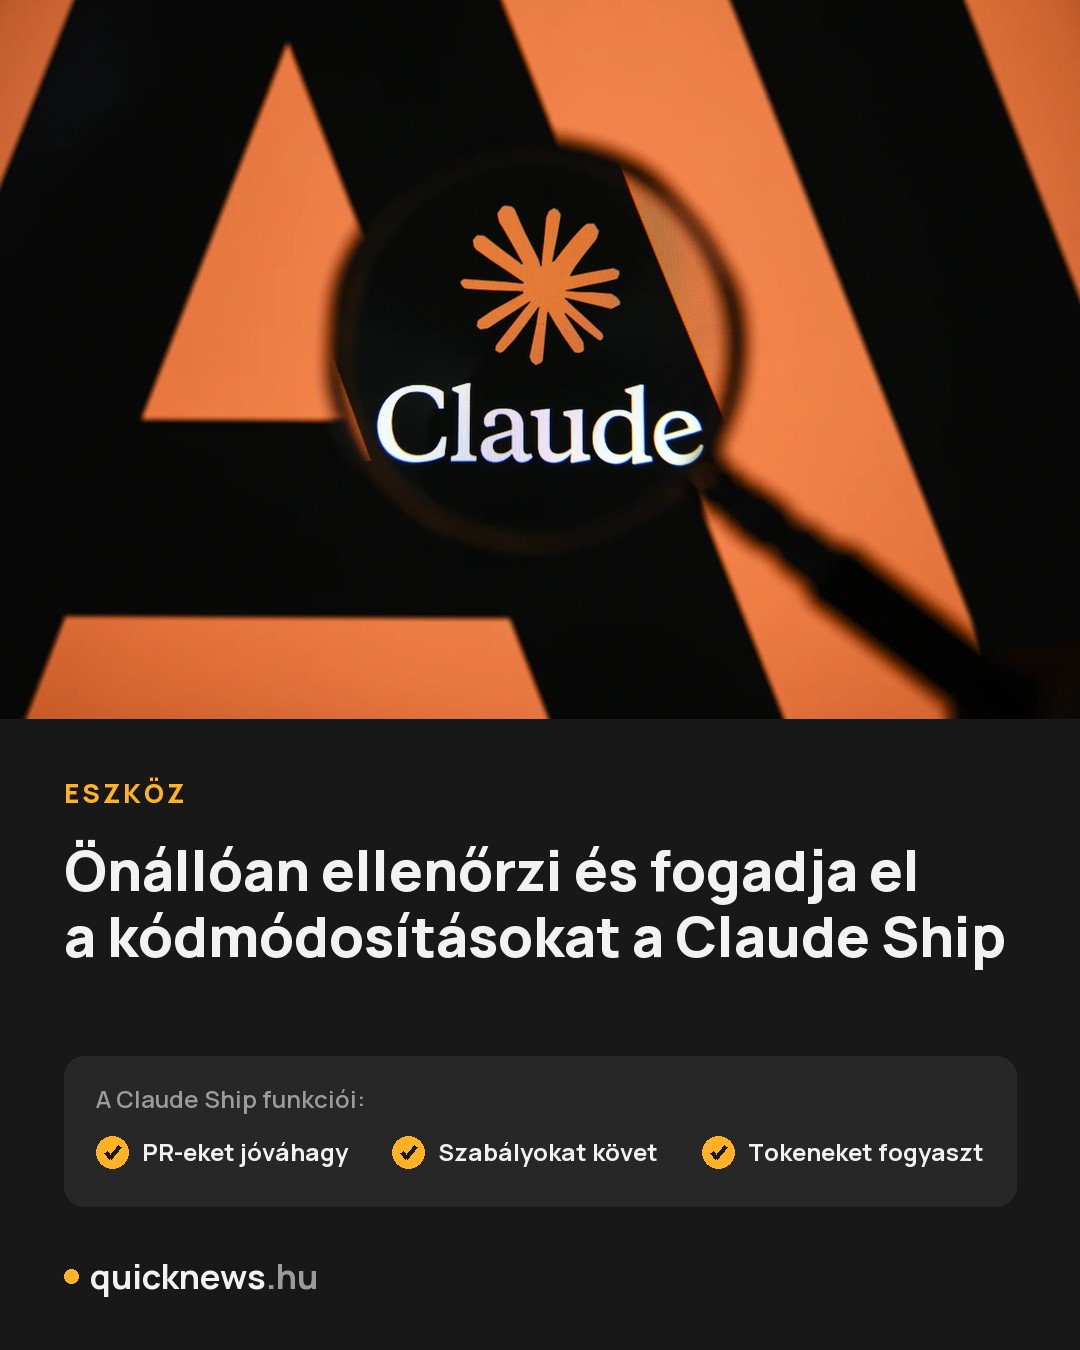 Claude
ESZKÖZ
Önállóan ellenőrzi és fogadja el
a kódmódosításokat a Claude Ship
A Claude Ship funkciói:
PR-eket jóváhagy
Szabályokat követ
Tokeneket fogyaszt
quicknews.hu